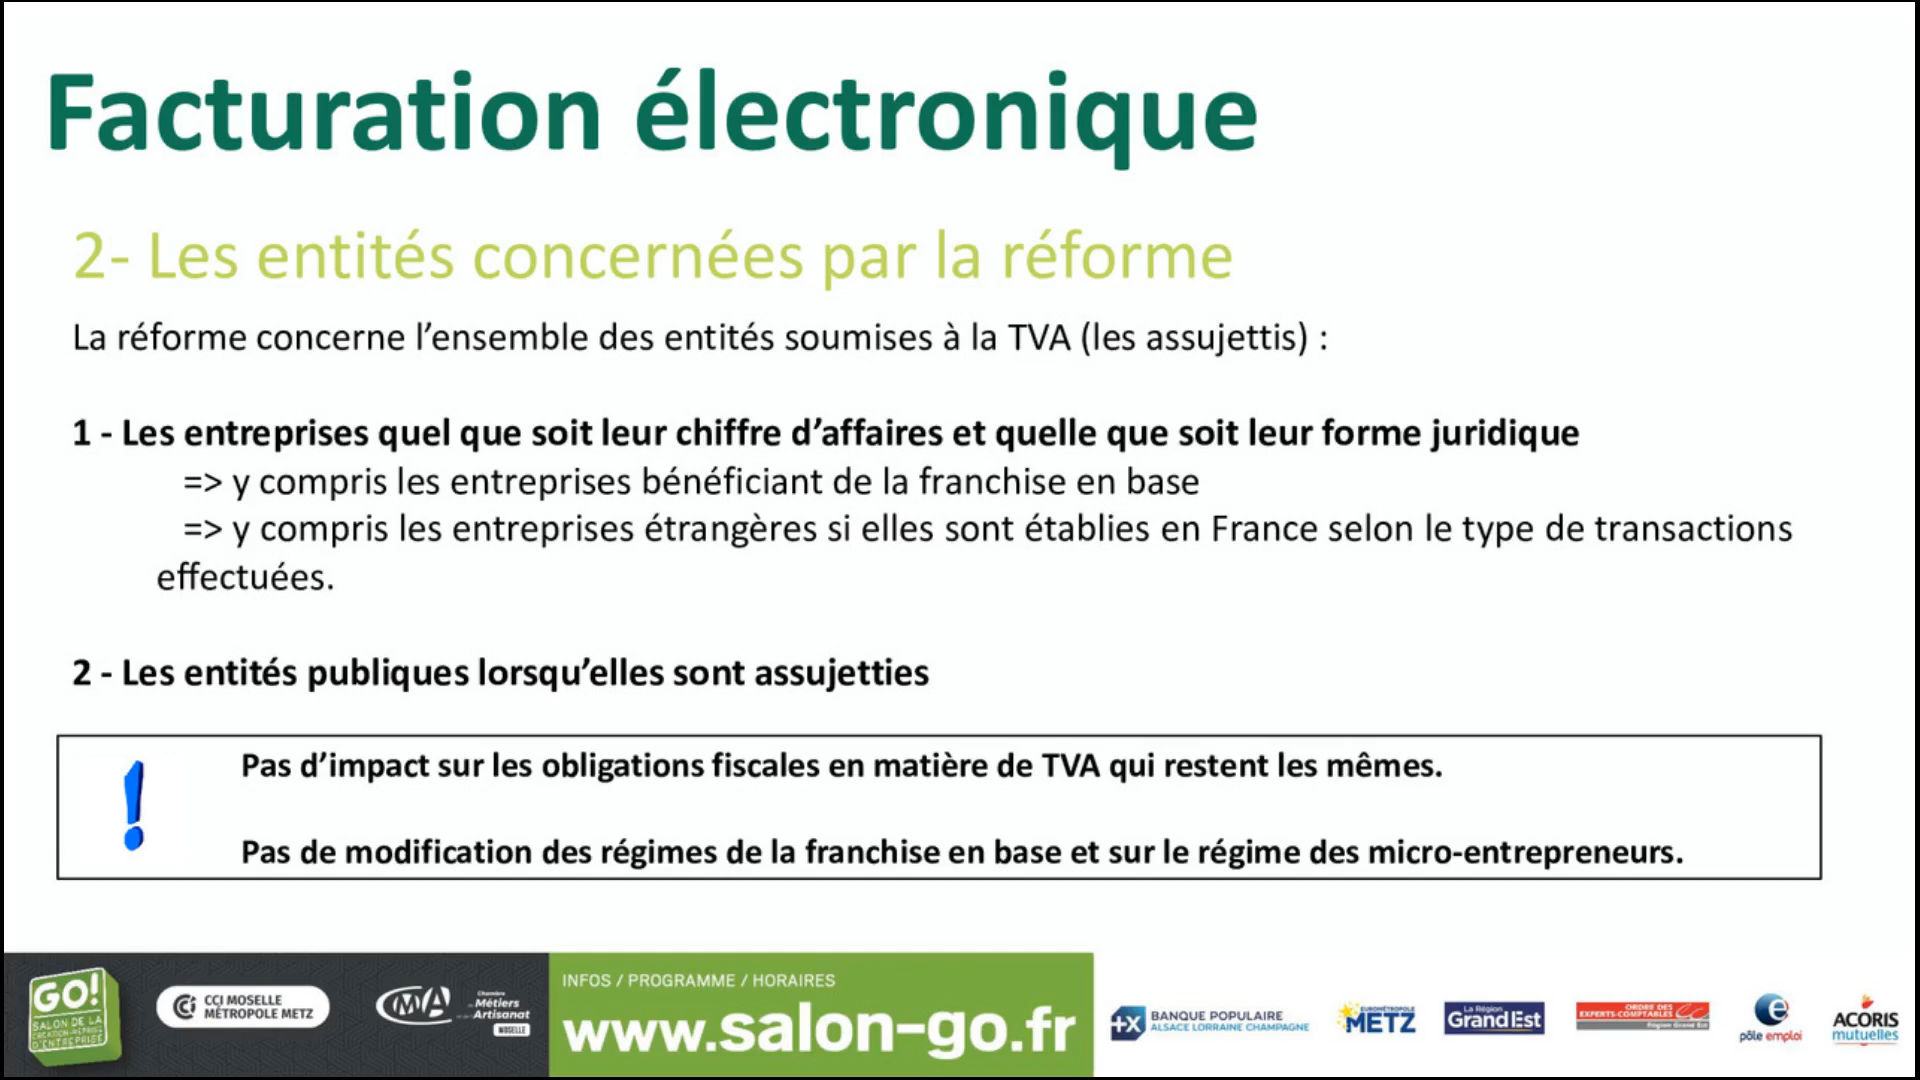 Facturation électronique
2- Les entités concernées par la réforme
La réforme concerne l’ensemble des entités soumises à la TVA (les assujettis) :
1 - Les entreprises quel que soit leur chiffre d’affaires et quelle que soit leur forme juridique
=> y compris les entreprises bénéficiant de la franchise en base
=> y compris les entreprises étrangères si elles sont établies en France selon le type de transactions
effectuées.
2 - Les entités publiques lorsqu’elles sont assujetties
! Pas d’impact sur les obligations fiscales en matière de TVA qui restent les mêmes.
Pas de modification des régimes de la franchise en base et sur le régime des micro-entrepreneurs.
GO!
SALON DE LA
CRÉATION-REPRISE
D'ENTREPRISE
CCI MOSELLE
MÉTROPOLE METZ
CMA
Chambre
Métiers
Artisanat
MOSELLE
INFOS / PROGRAMME / HORAIRES
www.salon-go.fr
BANQUE POPULAIRE
ALSACE LORRAINE CHAMPAGNE
EUROMÉTROPOLE
METZ
La Région
GrandEst
ORDRE DES
EXPERTS-COMPTABLES
Région Grand Est
pôle emploi
ACORIS
mutuelles